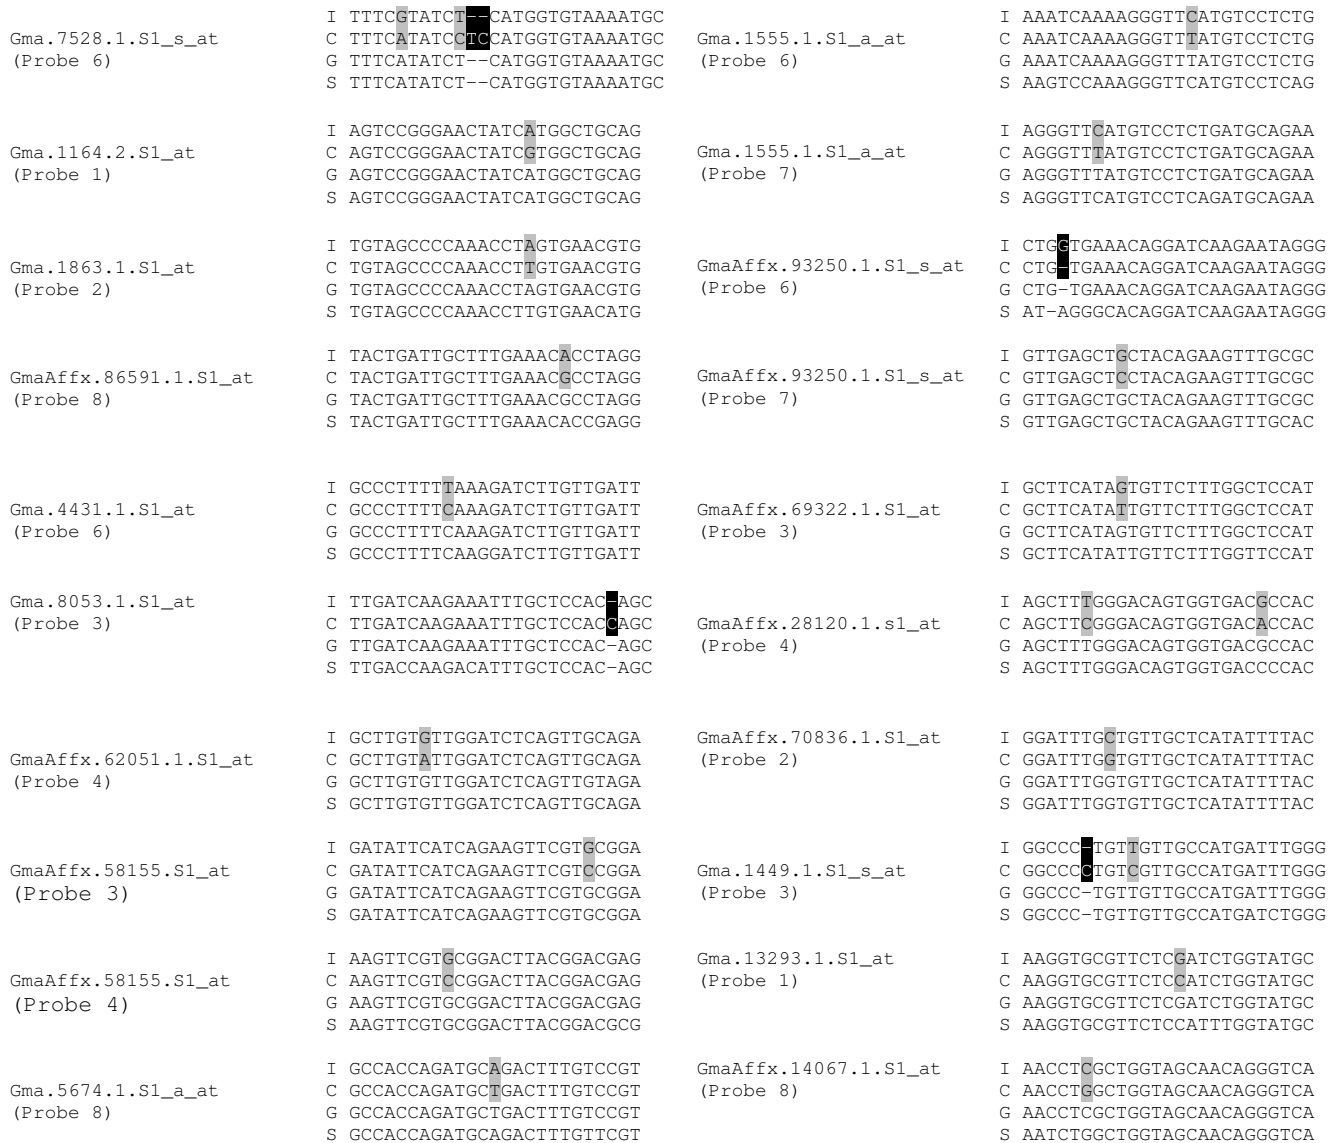 Gma.7528.1.S1_s_at
(Probe 6)
I TTTCGTATCT--CATGGTGTAAAATGC
C TTTCATATCCTCCATGGTGTAAAATGC
G TTTCATATCT--CATGGTGTAAAATGC
S TTTCATATCT--CATGGTGTAAAATGC
Gma.1555.1.S1_a_at
(Probe 6)
I AAATCAAAAGGGTTCATGTCCTCTG
C AAATCAAAAGGGTTTATGTCCTCTG
G AAATCAAAAGGGTTTATGTCCTCTG
S AAGTCCAAAGGGTTCATGTCCTCAG
Gma.1164.2.S1_at
(Probe 1)
I AGTCCGGGAACTATCATGGCTGCAG
C AGTCCGGGAACTATCGTGGCTGCAG
G AGTCCGGGAACTATCATGGCTGCAG
S AGTCCGGGAACTATCATGGCTGCAG
Gma.1555.1.S1_a_at
(Probe 7)
I AGGGTTCATGTCCTCTGATGCAGAA
C AGGGTTTATGTCCTCTGATGCAGAA
G AGGGTTTATGTCCTCTGATGCAGAA
S AGGGTTCATGTCCTCAGATGCAGAA
Gma.1863.1.S1_at
(Probe 2)
I TGTAGCCCCAAACCTAGTGAACGTG
C TGTAGCCCCAAACCTTGTGAACGTG
G TGTAGCCCCAAACCTAGTGAACGTG
S TGTAGCCCCAAACCTTGTGAACATG
GmaAffx.93250.1.S1_s_at
(Probe 6)
I CTGGTGAAACAGGATCAAGAATAGGG
C CTG-TGAAACAGGATCAAGAATAGGG
G CTG-TGAAACAGGATCAAGAATAGGG
S AT-AGGGCACAGGATCAAGAATAGGG
GmaAffx.86591.1.S1_at
(Probe 8)
I TACTGATTGCTTTGAAACACCTAGG
C TACTGATTGCTTTGAAACGCCTAGG
G TACTGATTGCTTTGAAACGCCTAGG
S TACTGATTGCTTTGAAACACCGAGG
GmaAffx.93250.1.S1_s_at
(Probe 7)
I GTTGAGCTGCTACAGAAGTTTGCGC
C GTTGAGCTCCTACAGAAGTTTGCGC
G GTTGAGCTGCTACAGAAGTTTGCGC
S GTTGAGCTGCTACAGAAGTTTGCAC
Gma.4431.1.S1_at
(Probe 6)
I GCCCTTTTTAAAGATCTTGTTGATT
C GCCCTTTTCAAAGATCTTGTTGATT
G GCCCTTTTCAAAGATCTTGTTGATT
S GCCCTTTTCAAGGATCTTGTTGATT
GmaAffx.69322.1.S1_at
(Probe 3)
I GCTTCATAGTGTTCTTTGGCTCCAT
C GCTTCATATTGTTCTTTGGCTCCAT
G GCTTCATAGTGTTCTTTGGCTCCAT
S GCTTCATATTGTTCTTTGGTTCCAT
Gma.8053.1.S1_at
(Probe 3)
I TTGATCAAGAAATTTGCTCCAC-AGC
C TTGATCAAGAAATTTGCTCCACCAGC
G TTGATCAAGAAATTTGCTCCAC-AGC
S TTGACCAAGACATTTGCTCCAC-AGC
GmaAffx.28120.1.s1_at
(Probe 4)
I AGCTTTGGGACAGTGGTGACGCCAC
C AGCTTCGGGACAGTGGTGACACCAC
G AGCTTTGGGACAGTGGTGACGCCAC
S AGCTTTGGGACAGTGGTGACCCCAC
GmaAffx.62051.1.S1_at
(Probe 4)
I GCTTGTGTTGGATCTCAGTTGCAGA
C GCTTGTATTGGATCTCAGTTGCAGA
G GCTTGTGTTGGATCTCAGTTGTAGA
S GCTTGTGTTGGATCTCAGTTGCAGA
GmaAffx.70836.1.S1_at
(Probe 2)
I GGATTTGCTGTTGCTCATATTTTAC
C GGATTTGGTGTTGCTCATATTTTAC
G GGATTTGGTGTTGCTCATATTTTAC
S GGATTTGGTGTTGCTCATATTTTAC
GmaAffx.58155.S1_at
(Probe 3)
I GATATTCATCAGAAGTTCGTGCGGA
C GATATTCATCAGAAGTTCGTCCGGA
G GATATTCATCAGAAGTTCGTGCGGA
S GATATTCATCAGAAGTTCGTGCGGA
Gma.1449.1.S1_s_at
(Probe 3)
I GGCCC-TGTTGTTGCCATGATTTGGG
C GGCCCCTGTCGTTGCCATGATTTGGG
G GGCCC-TGTTGTTGCCATGATTTGGG
S GGCCC-TGTTGTTGCCATGATCTGGG
GmaAffx.58155.S1_at
(Probe 4)
I AAGTTCGTGCGGACTTACGGACGAG
C AAGTTCGTCCGGACTTACGGACGAG
G AAGTTCGTGCGGACTTACGGACGAG
S AAGTTCGTGCGGACTTACGGACGCG
Gma.13293.1.S1_at
(Probe 1)
I AAGGTGCGTTCTCGATCTGGTATGC
C AAGGTGCGTTCTCCATCTGGTATGC
G AAGGTGCGTTCTCGATCTGGTATGC
S AAGGTGCGTTCTCCATTTGGTATGC
Gma.5674.1.S1_a_at
(Probe 8)
I GCCACCAGATGCAGACTTTGTCCGT
C GCCACCAGATGCTGACTTTGTCCGT
G GCCACCAGATGCTGACTTTGTCCGT
S GCCACCAGATGCAGACTTTGTTCGT
GmaAffx.14067.1.S1_at
(Probe 8)
I AACCTCGCTGGTAGCAACAGGGTCA
C AACCTGGCTGGTAGCAACAGGGTCA
G AACCTCGCTGGTAGCAACAGGGTCA
S AATCTGGCTGGTAGCAACAGGGTCA